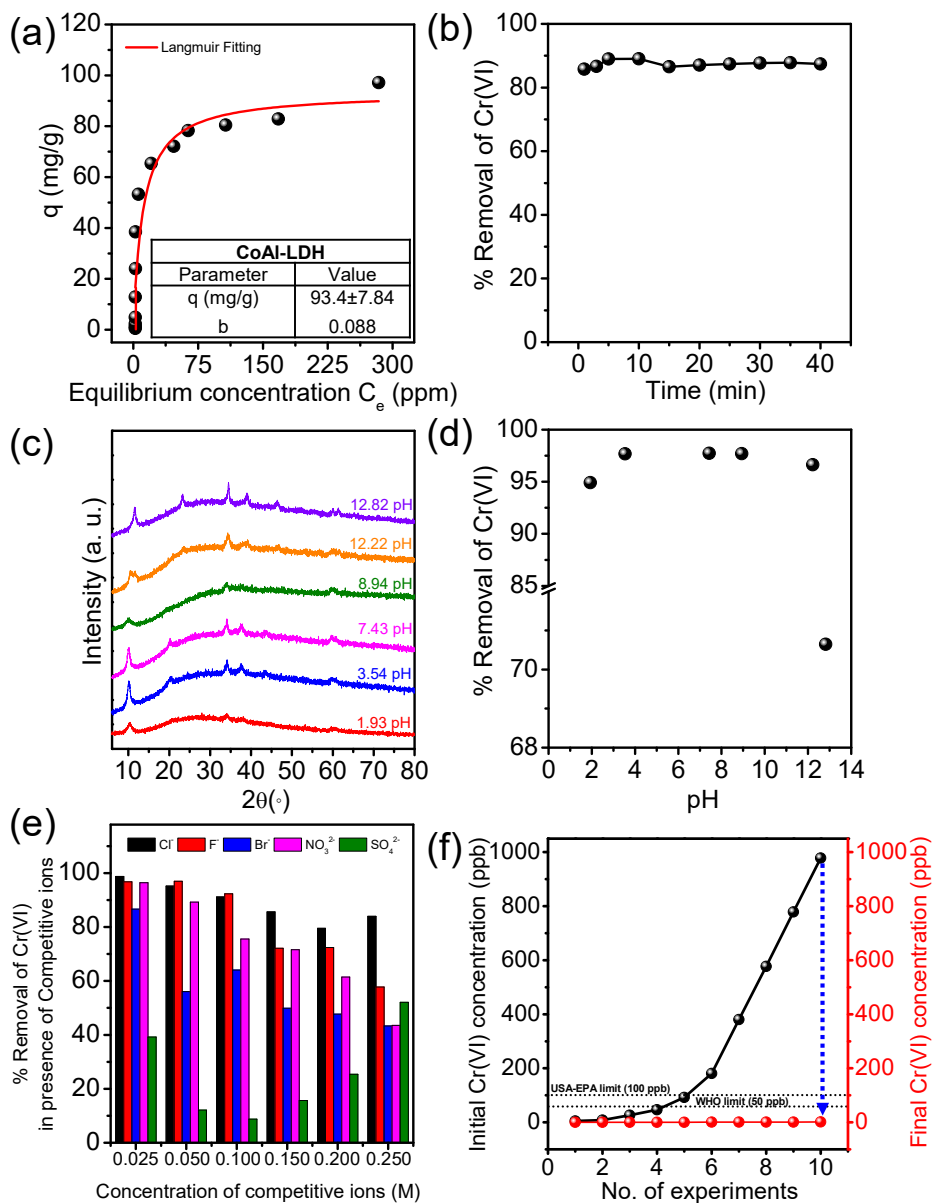 (a)
120
100
80
60
40
20
0
q (mg/g)
Langmuir Fitting
CoAl-LDH
Parameter Value
q (mg/g) 93.4±7.84
b 0.088
0 75 150 225 300
Equilibrium concentration Cₑ (ppm)
(b)
100
80
60
40
20
0
% Removal of Cr(VI)
0 10 20 30 40
Time (min)
(c)
Intensity (a. u.)
12.82 pH
12.22 pH
8.94 pH
7.43 pH
3.54 pH
1.93 pH
10 20 30 40 50 60 70 80
2θ(◦)
(d)
100
95
90
85
70
68
% Removal of Cr(VI)
0 2 4 6 8 10 12 14
pH
(e)
Cl⁻ F⁻ Br⁻ NO₃²⁻ SO₄²⁻
100
80
60
40
20
0
% Removal of Cr(VI)
in presence of Competitive ions
0.025 0.050 0.100 0.150 0.200 0.250
Concentration of competitive ions (M)
(f)
1000
800
600
400
200
0
Initial Cr(VI) concentration (ppb)
USA-EPA limit (100 ppb)
WHO limit (50 ppb)
1000
800
600
400
200
0
Final Cr(VI) concentration (ppb)
0 2 4 6 8 10
No. of experiments